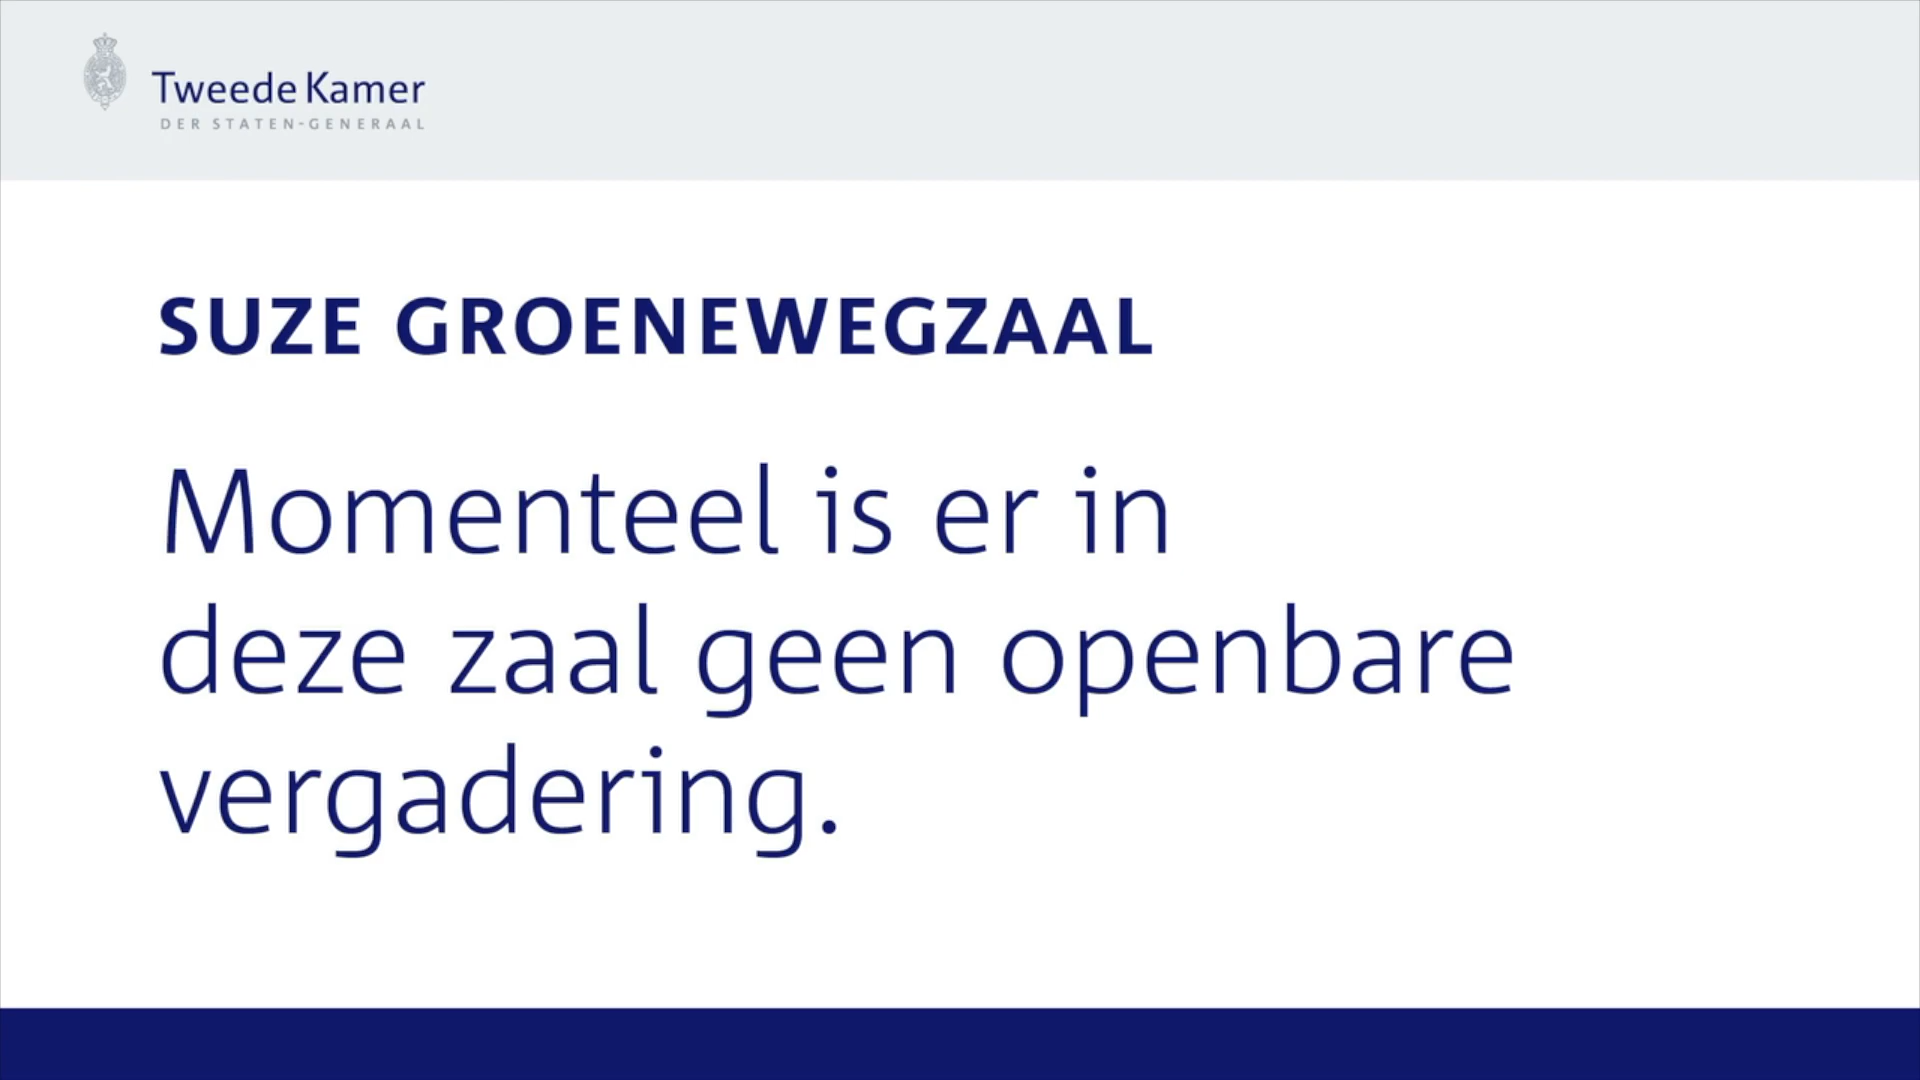 Tweede Kamer
DER STATEN-GENERAAL
SUZE GROENEWEGZAAL
Momenteel is er in
deze zaal geen openbare
vergadering.